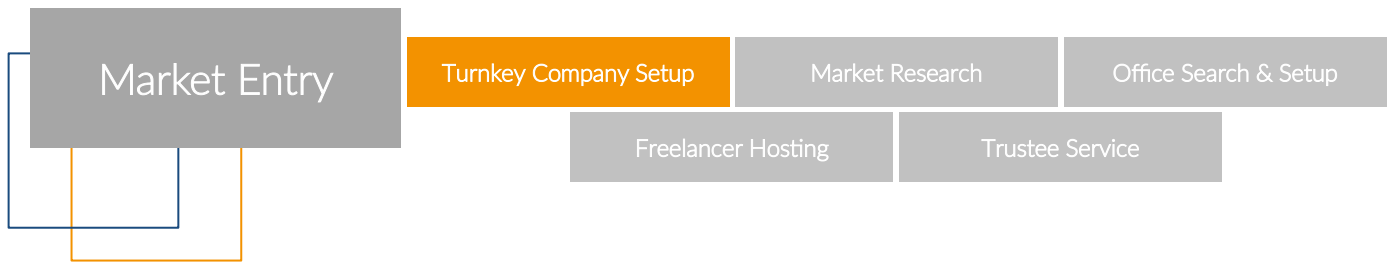 Market Entry
Turnkey Company Setup
Market Research
Office Search & Setup
Freelancer Hosting
Trustee Service